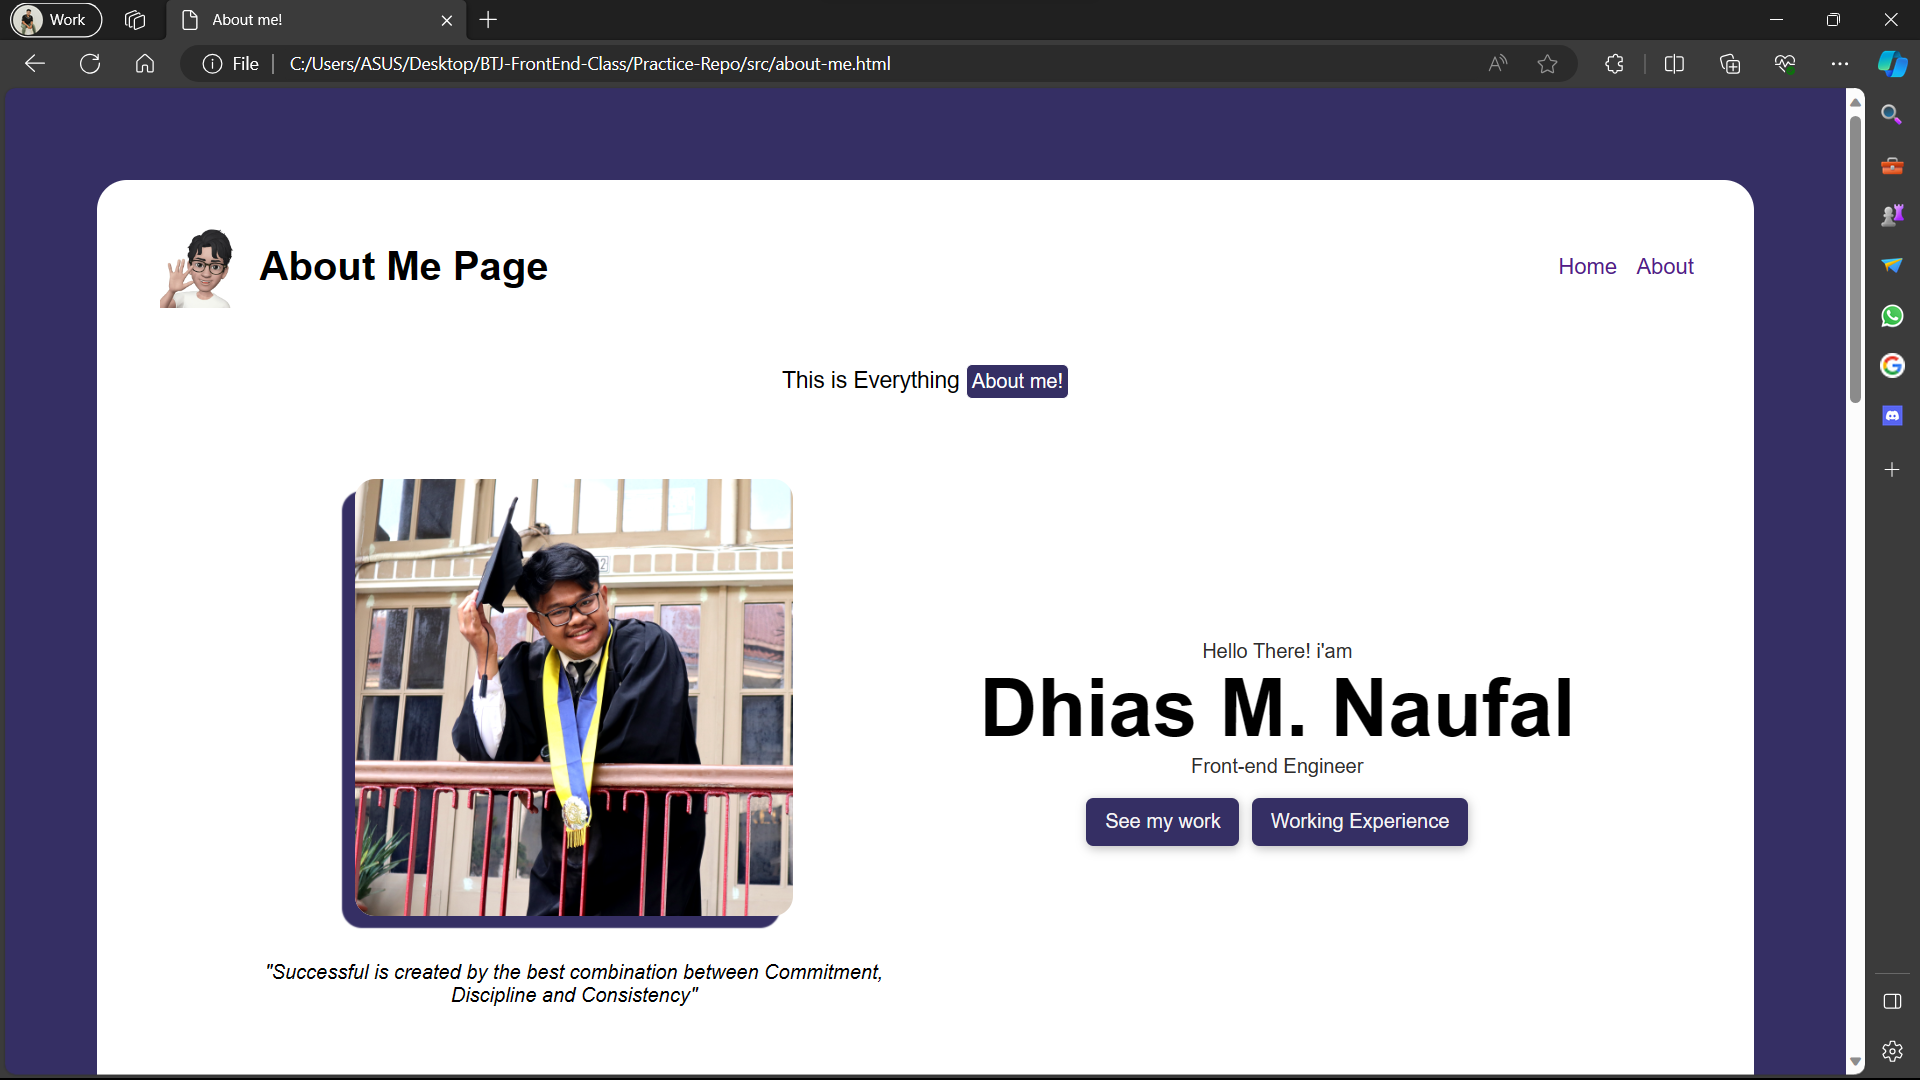 Work
About me!
File
C:/Users/ASUS/Desktop/BTJ-FrontEnd-Class/Practice-Repo/src/about-me.html
About Me Page
Home About
This is Everything About me!
Hello There! i'am
Dhias M. Naufal
Front-end Engineer
See my work Working Experience
"Successful is created by the best combination between Commitment,
Discipline and Consistency"